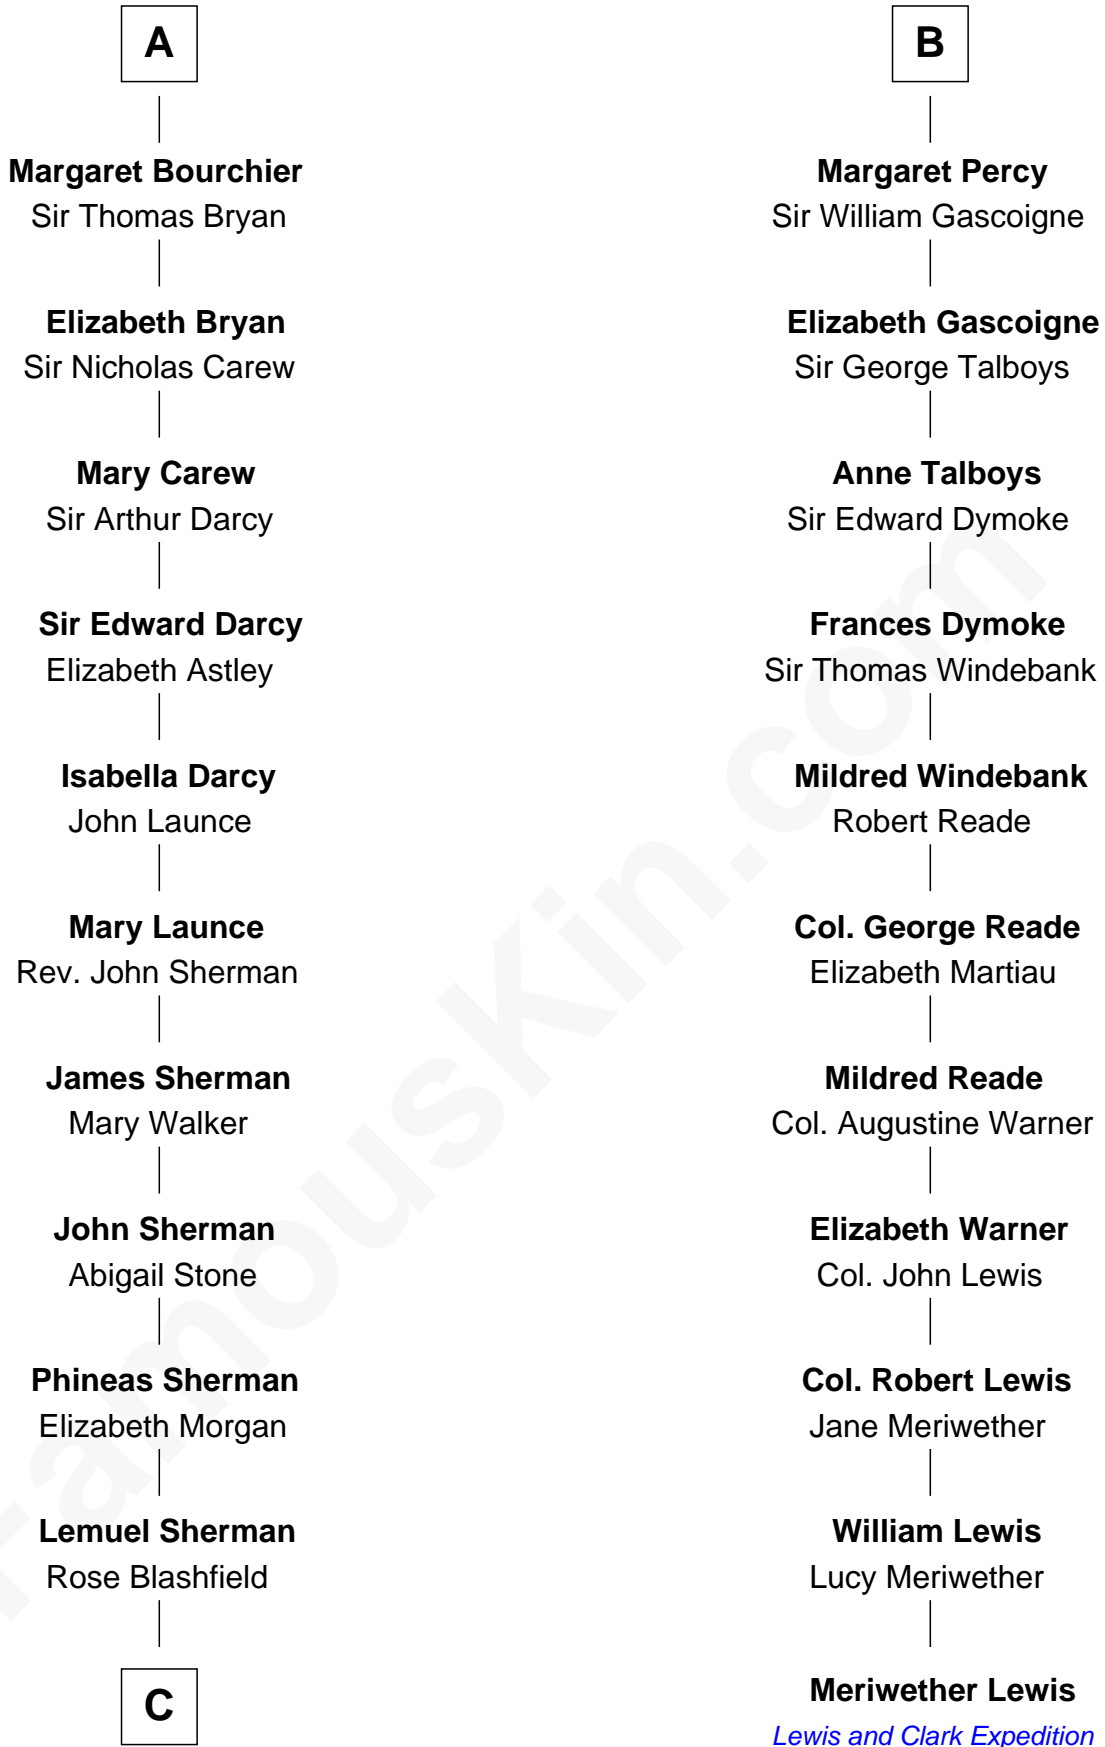 A
Margaret Bourchier
Sir Thomas Bryan
Elizabeth Bryan
Sir Nicholas Carew
Mary Carew
Sir Arthur Darcy
Sir Edward Darcy
Elizabeth Astley
Isabella Darcy
John Launce
Mary Launce
Rev. John Sherman
James Sherman
Mary Walker
John Sherman
Abigail Stone
Phineas Sherman
Elizabeth Morgan
Lemuel Sherman
Rose Blashfield
C
B
Margaret Percy
Sir William Gascoigne
Elizabeth Gascoigne
Sir George Talboys
Anne Talboys
Sir Edward Dymoke
Frances Dymoke
Sir Thomas Windebank
Mildred Windebank
Robert Reade
Col. George Reade
Elizabeth Martiau
Mildred Reade
Col. Augustine Warner
Elizabeth Warner
Col. John Lewis
Col. Robert Lewis
Jane Meriwether
William Lewis
Lucy Meriwether
Meriwether Lewis
Lewis and Clark Expedition
FamousKin.com